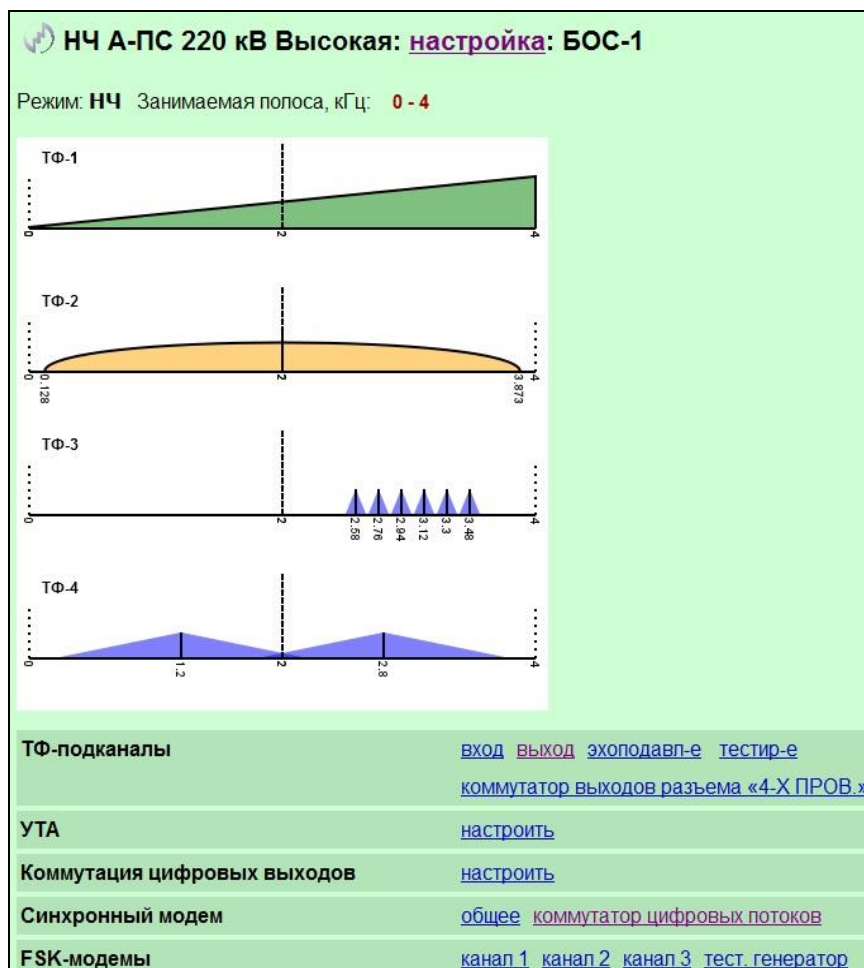 НЧ А-ПС 220 кВ Высокая: настройка: БОС-1
Режим: НЧ Занимаемая полоса, кГц: 0 - 4
ТФ-1
0 2 4
ТФ-2
0 0.128 2 3.873 4
ТФ-3
0 2 2.58 2.76 2.94 3.12 3.3 3.48 4
ТФ-4
0 1.2 2 2.8 4
ТФ-подканалы вход выход эхоподавл-е тестир-е
коммутатор выходов разъема «4-Х ПРОВ.»
УТА настроить
Коммутация цифровых выходов настроить
Синхронный модем общее коммутатор цифровых потоков
FSK-модемы канал 1 канал 2 канал 3 тест. генератор